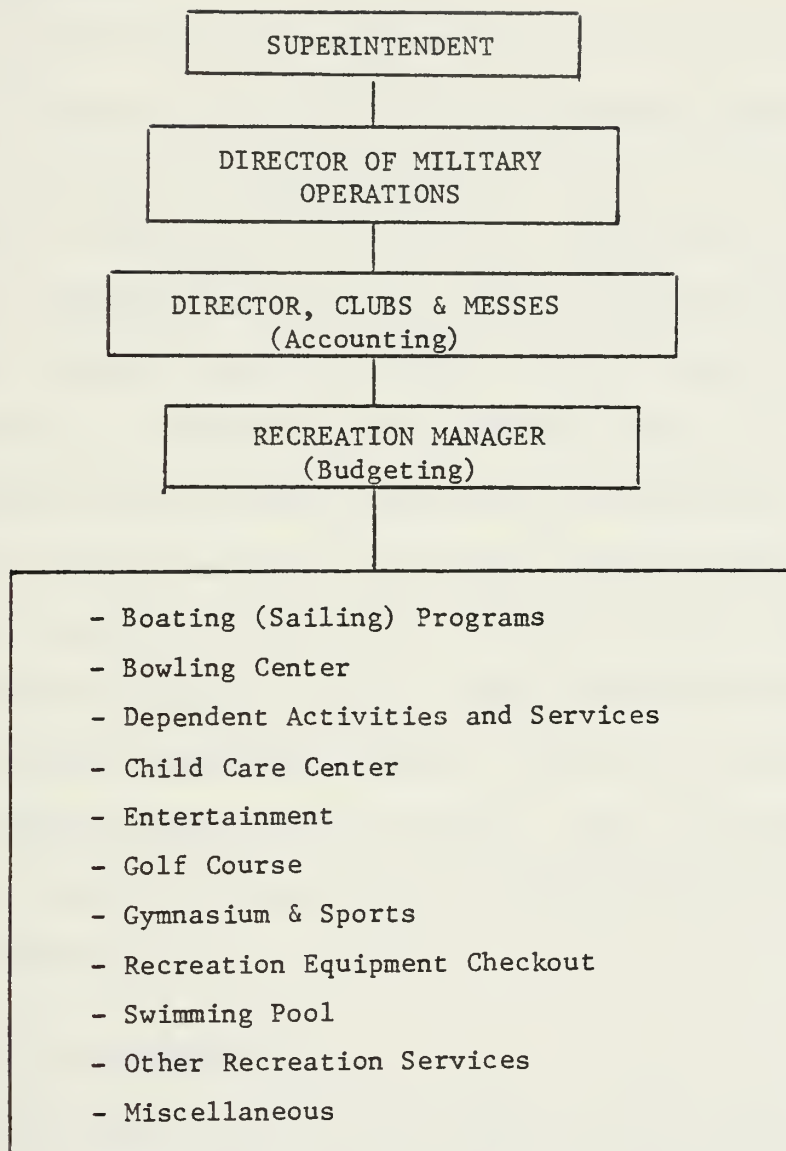 SUPERINTENDENT
DIRECTOR OF MILITARY
OPERATIONS
DIRECTOR, CLUBS & MESSES
(Accounting)
RECREATION MANAGER
(Budgeting)
- Boating (Sailing) Programs
- Bowling Center
- Dependent Activities and Services
- Child Care Center
- Entertainment
- Golf Course
- Gymnasium & Sports
- Recreation Equipment Checkout
- Swimming Pool
- Other Recreation Services
- Miscellaneous